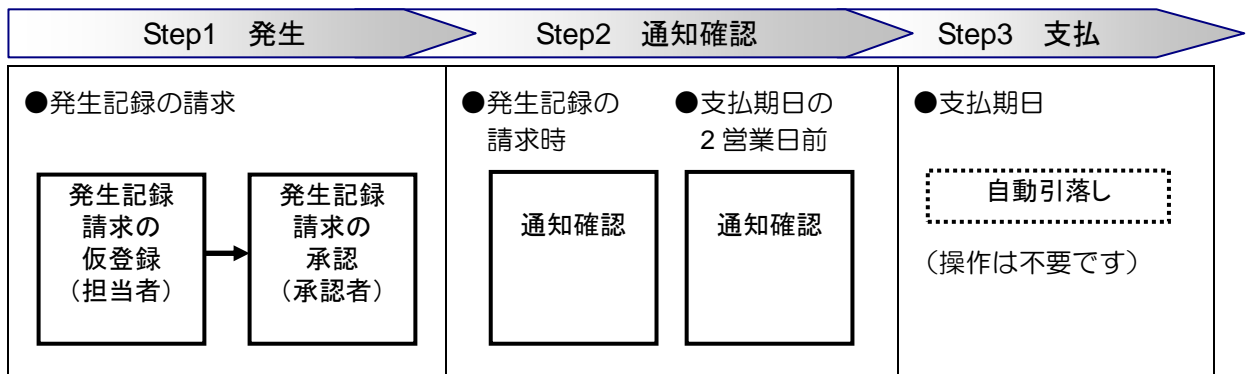 Step1 発生
Step2 通知確認
Step3 支払
●発生記録の請求
発生記録
請求の
仮登録
（担当者）
発生記録
請求の
承認
（承認者）
●発生記録の
請求時
通知確認
●支払期日の
2 営業日前
通知確認
●支払期日
自動引落し
（操作は不要です）